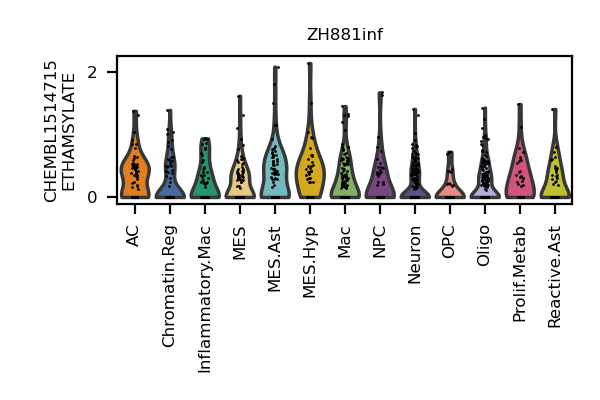 ZH881inf
CHEMBL1514715
ETHAMSYLATE
2
0
AC
Chromatin.Reg
Inflammatory.Mac
MES
MES.Ast
MES.Hyp
Mac
NPC
Neuron
OPC
Oligo
Prolif.Metab
Reactive.Ast